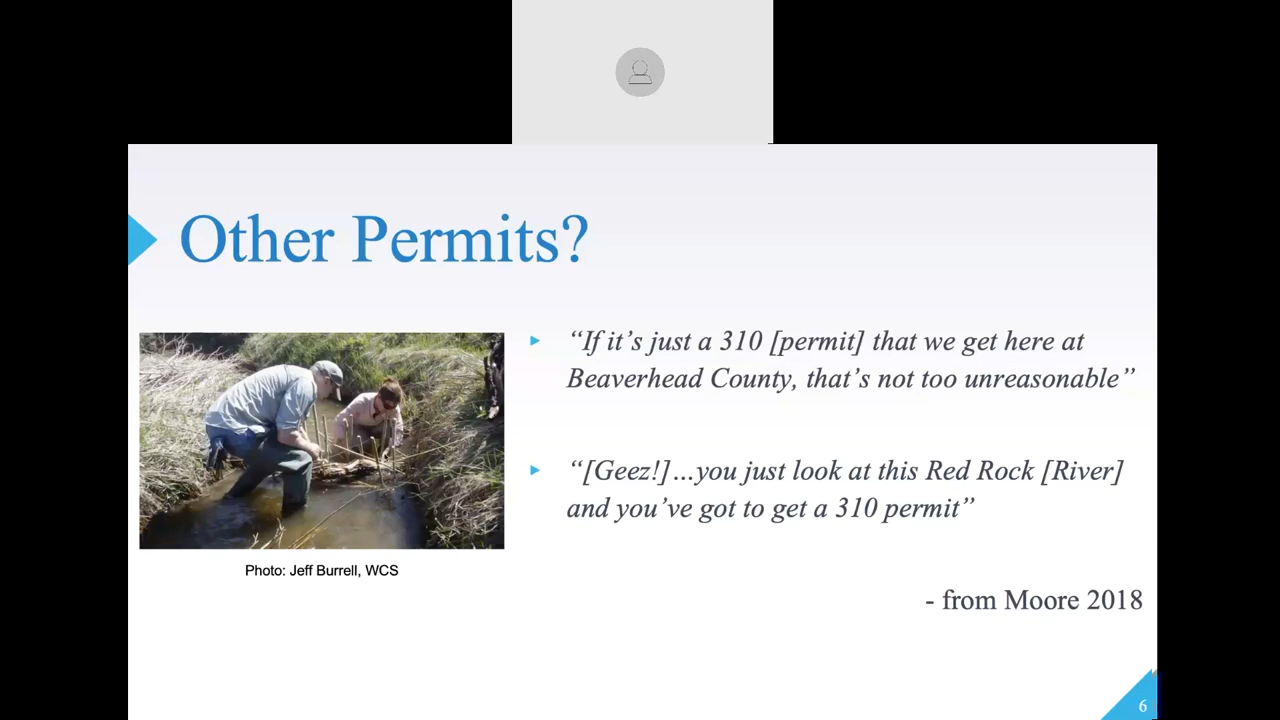 Other Permits?
“If it’s just a 310 [permit] that we get here at
Beaverhead County, that’s not too unreasonable”
“[Geez!]…you just look at this Red Rock [River]
and you’ve got to get a 310 permit”
Photo: Jeff Burrell, WCS
- from Moore 2018
6